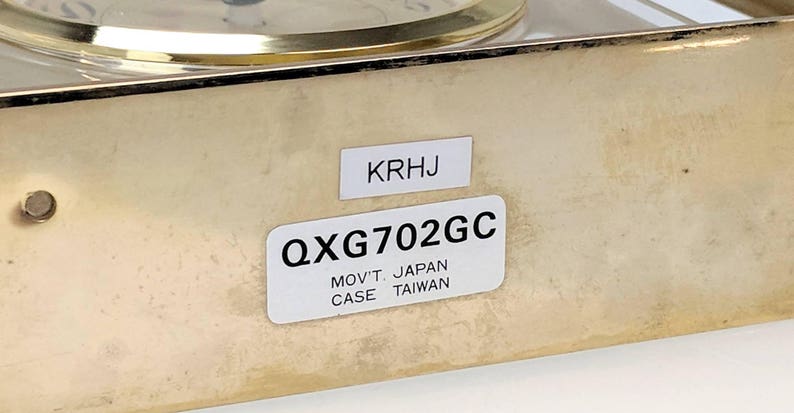 KRHJ
QXG702GC
MOV'T. JAPAN
CASE TAIWAN